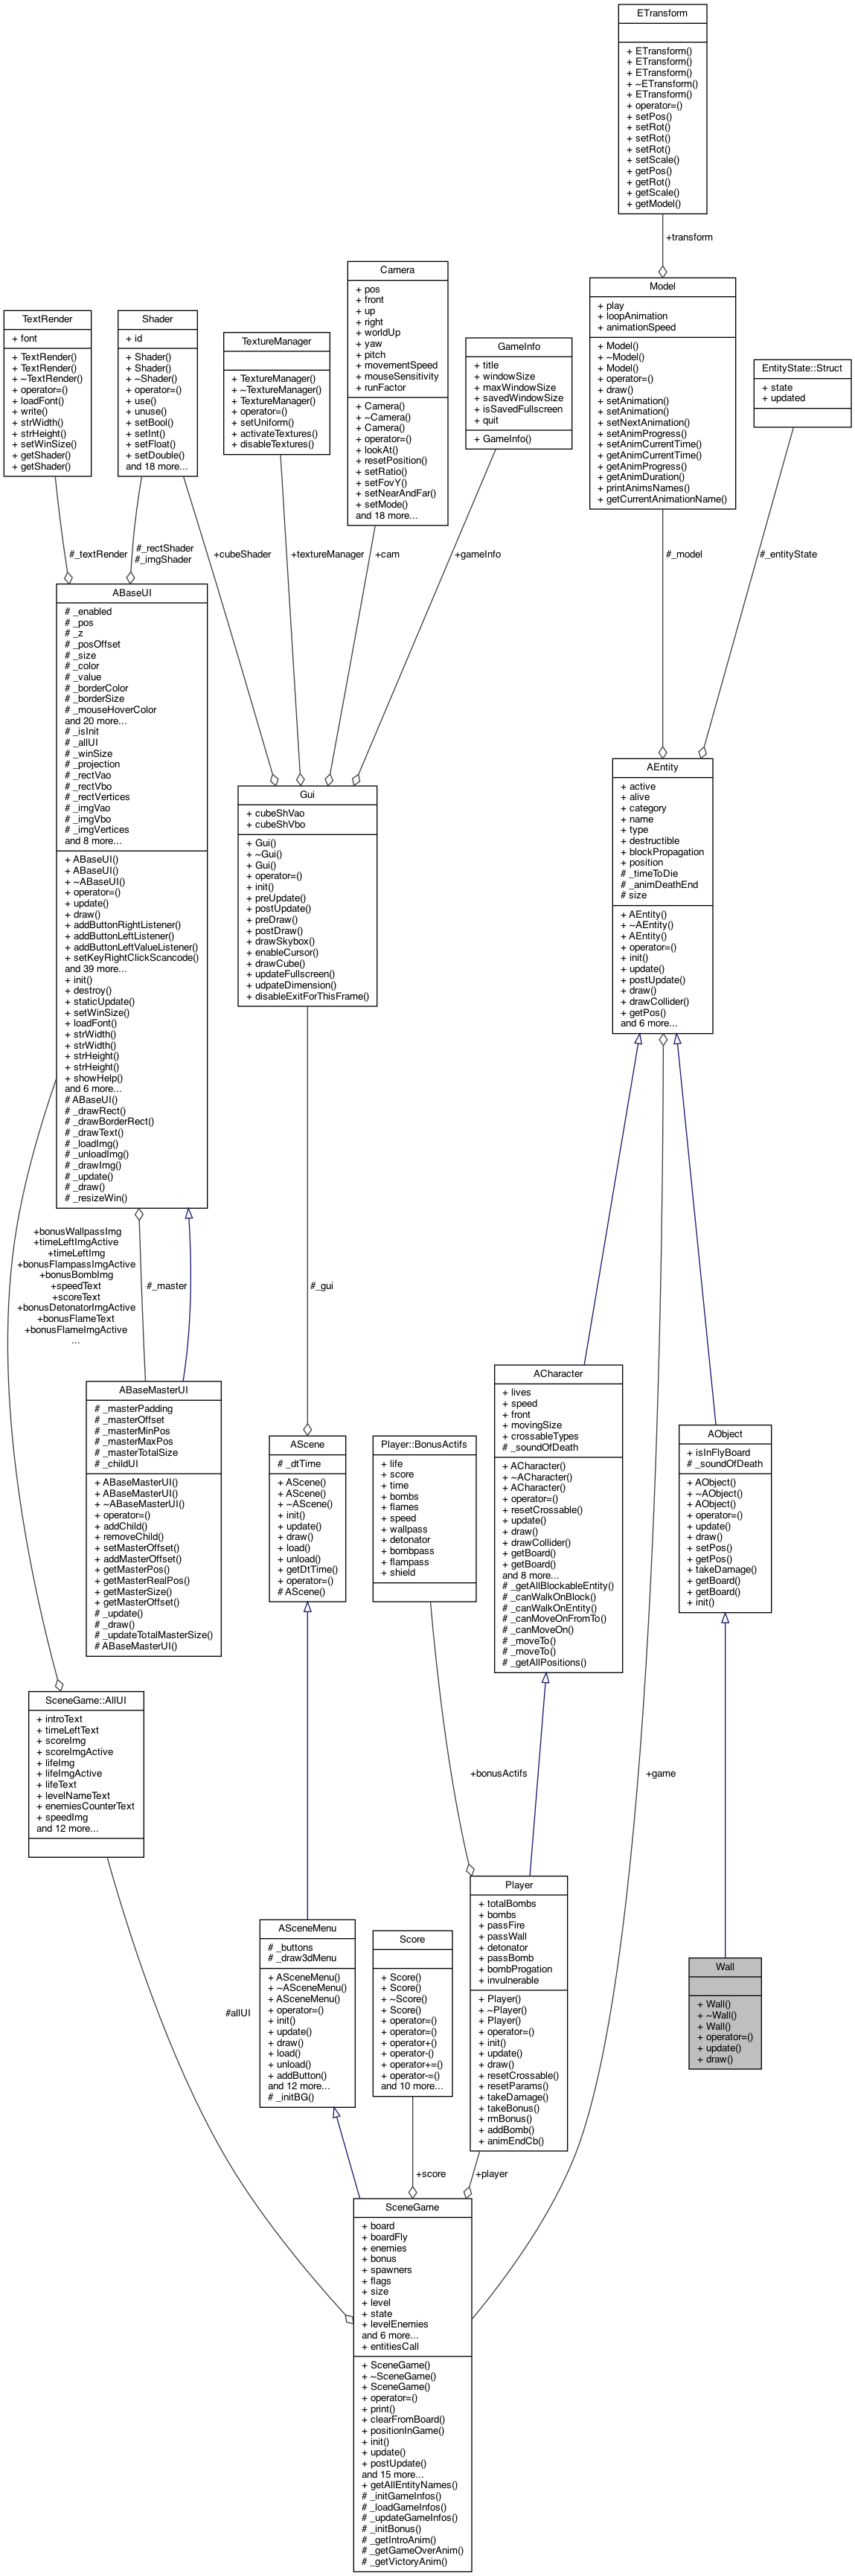 ETransform
+ ETransform()
+ ETransform()
+ ETransform()
+ ~ETransform()
+ ETransform()
+ operator=()
+ setPos()
+ setRot()
+ setRot()
+ setRot()
+ setScale()
+ getPos()
+ getRot()
+ getScale()
+ getModel()
+transform
Camera
+ pos
+ front
+ up
+ right
+ worldUp
+ yaw
+ pitch
+ movementSpeed
+ mouseSensitivity
+ runFactor
+ Camera()
+ ~Camera()
+ Camera()
+ operator=()
+ lookAt()
+ resetPosition()
+ setRatio()
+ setFovY()
+ setNearAndFar()
+ setMode()
and 18 more...
Model
+ play
+ loopAnimation
+ animationSpeed
+ Model()
+ ~Model()
+ Model()
+ operator=()
+ draw()
+ setAnimation()
+ setAnimation()
+ setNextAnimation()
+ setAnimProgress()
+ setAnimCurrentTime()
+ getAnimCurrentTime()
+ getAnimProgress()
+ getAnimDuration()
+ printAnimsNames()
+ getCurrentAnimationName()
TextRender
+ font
+ TextRender()
+ TextRender()
+ ~TextRender()
+ operator=()
+ loadFont()
+ write()
+ strWidth()
+ strHeight()
+ setWinSize()
+ getShader()
+ getShader()
Shader
+ id
+ Shader()
+ Shader()
+ ~Shader()
+ operator=()
+ use()
+ unuse()
+ setBool()
+ setInt()
+ setFloat()
+ setDouble()
and 18 more...
TextureManager
+ TextureManager()
+ ~TextureManager()
+ TextureManager()
+ operator=()
+ setUniform()
+ activateTextures()
+ disableTextures()
GameInfo
+ title
+ windowSize
+ maxWindowSize
+ savedWindowSize
+ isSavedFullscreen
+ quit
+ GameInfo()
EntityState::Struct
+ state
+ updated
#_textRender
#_rectShader
#_imgShader
+cubeShader
+textureManager
+cam
+gameInfo
#_model
#_entityState
ABaseUI
# _enabled
# _pos
# _z
# _posOffset
# _size
# _color
# _value
# _borderColor
# _borderSize
# _mouseHoverColor
and 20 more...
# _isInit
# _allUI
# _winSize
# _projection
# _rectVao
# _rectVbo
# _rectVertices
# _imgVao
# _imgVbo
# _imgVertices
and 8 more...
+ ABaseUI()
+ ABaseUI()
+ ~ABaseUI()
+ operator=()
+ update()
+ draw()
+ addButtonRightListener()
+ addButtonLeftListener()
+ addButtonLeftValueListener()
+ setKeyRightClickScancode()
and 39 more...
+ init()
+ destroy()
+ staticUpdate()
+ setWinSize()
+ loadFont()
+ strWidth()
+ strWidth()
+ strHeight()
+ strHeight()
+ showHelp()
and 6 more...
# ABaseUI()
# _drawRect()
# _drawBorderRect()
# _drawText()
# _loadImg()
# _unloadImg()
# _drawImg()
# _update()
# _draw()
# _resizeWin()
Gui
+ cubeShVao
+ cubeShVbo
+ Gui()
+ ~Gui()
+ Gui()
+ operator=()
+ init()
+ preUpdate()
+ postUpdate()
+ preDraw()
+ postDraw()
+ drawSkybox()
+ enableCursor()
+ drawCube()
+ updateFullscreen()
+ udpateDimension()
+ disableExitForThisFrame()
AEntity
+ active
+ alive
+ category
+ name
+ type
+ destructible
+ blockPropagation
+ position
# _timeToDie
# _animDeathEnd
# size
+ AEntity()
+ ~AEntity()
+ AEntity()
+ operator=()
+ init()
+ update()
+ postUpdate()
+ draw()
+ drawCollider()
+ getPos()
and 6 more...
+bonusWallpassImg
+timeLeftImgActive
+timeLeftImg
+bonusFlampassImgActive
+bonusBombImg
+speedText
+scoreText
+bonusDetonatorImgActive
+bonusFlameText
+bonusFlameImgActive
...
#_master
#_gui
ABaseMasterUI
# _masterPadding
# _masterOffset
# _masterMinPos
# _masterMaxPos
# _masterTotalSize
# _childUI
+ ABaseMasterUI()
+ ABaseMasterUI()
+ ~ABaseMasterUI()
+ operator=()
+ addChild()
+ removeChild()
+ setMasterOffset()
+ addMasterOffset()
+ getMasterPos()
+ getMasterRealPos()
+ getMasterSize()
+ getMasterOffset()
# _update()
# _draw()
# _updateTotalMasterSize()
# ABaseMasterUI()
AScene
# _dtTime
+ AScene()
+ AScene()
+ ~AScene()
+ init()
+ update()
+ draw()
+ load()
+ unload()
+ getDtTime()
+ operator=()
# AScene()
Player::BonusActifs
+ life
+ score
+ time
+ bombs
+ flames
+ speed
+ wallpass
+ detonator
+ bombpass
+ flampass
+ shield
ACharacter
+ lives
+ speed
+ front
+ movingSize
+ crossableTypes
# _soundOfDeath
+ ACharacter()
+ ~ACharacter()
+ ACharacter()
+ operator=()
+ resetCrossable()
+ update()
+ draw()
+ drawCollider()
+ getBoard()
+ getBoard()
and 8 more...
# _getAllBlockableEntity()
# _canWalkOnBlock()
# _canWalkOnEntity()
# _canMoveOnFromTo()
# _canMoveOn()
# _moveTo()
# _moveTo()
# _getAllPositions()
AObject
+ isInFlyBoard
# _soundOfDeath
+ AObject()
+ ~AObject()
+ AObject()
+ operator=()
+ update()
+ draw()
+ setPos()
+ getPos()
+ takeDamage()
+ getBoard()
+ getBoard()
+ init()
SceneGame::AllUI
+ introText
+ timeLeftText
+ scoreImg
+ scoreImgActive
+ lifeImg
+ lifeImgActive
+ lifeText
+ levelNameText
+ enemiesCounterText
+ speedImg
and 12 more...
+bonusActifs
+game
Player
+ totalBombs
+ bombs
+ passFire
+ passWall
+ detonator
+ passBomb
+ bombProgation
+ invulnerable
+ Player()
+ ~Player()
+ Player()
+ operator=()
+ init()
+ update()
+ draw()
+ resetCrossable()
+ resetParams()
+ takeDamage()
+ takeBonus()
+ rmBonus()
+ addBomb()
+ animEndCb()
ASceneMenu
# _buttons
# _draw3dMenu
+ ASceneMenu()
+ ~ASceneMenu()
+ ASceneMenu()
+ operator=()
+ init()
+ update()
+ draw()
+ load()
+ unload()
+ addButton()
and 12 more...
# _initBG()
Score
+ Score()
+ Score()
+ ~Score()
+ Score()
+ operator=()
+ operator=()
+ operator+()
+ operator-()
+ operator+=()
+ operator-=()
and 10 more...
Wall
+ Wall()
+ ~Wall()
+ Wall()
+ operator=()
+ update()
+ draw()
#allUI
+score
+player
SceneGame
+ board
+ boardFly
+ enemies
+ bonus
+ spawners
+ flags
+ size
+ level
+ state
+ levelEnemies
and 6 more...
+ entitiesCall
+ SceneGame()
+ ~SceneGame()
+ SceneGame()
+ operator=()
+ print()
+ clearFromBoard()
+ positionInGame()
+ init()
+ update()
+ postUpdate()
and 15 more...
+ getAllEntityNames()
# _initGameInfos()
# _loadGameInfos()
# _updateGameInfos()
# _initBonus()
# _getIntroAnim()
# _getGameOverAnim()
# _getVictoryAnim()